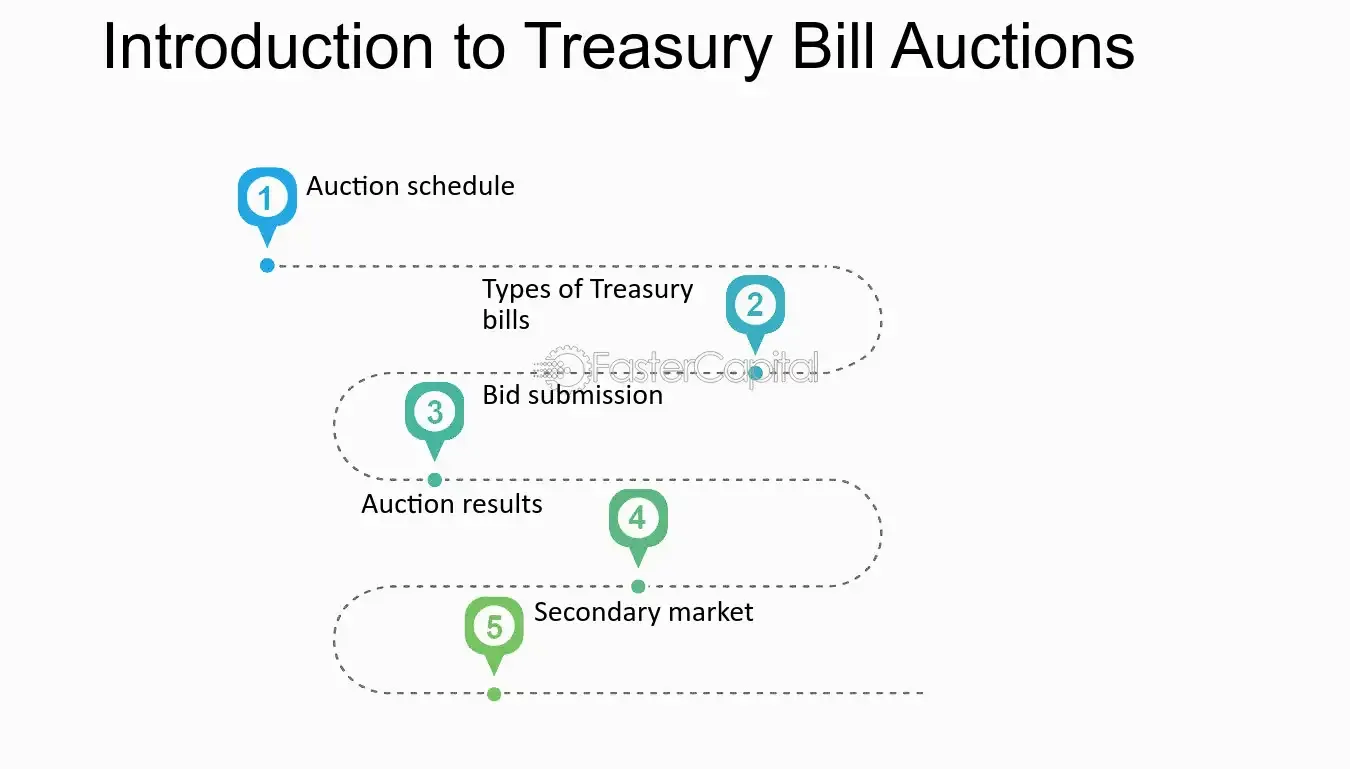 Introduction to Treasury Bill Auctions
1
Auction schedule
Types of Treasury
bills
2
FasterCapital
3
Bid submission
Auction results
4
5
Secondary market